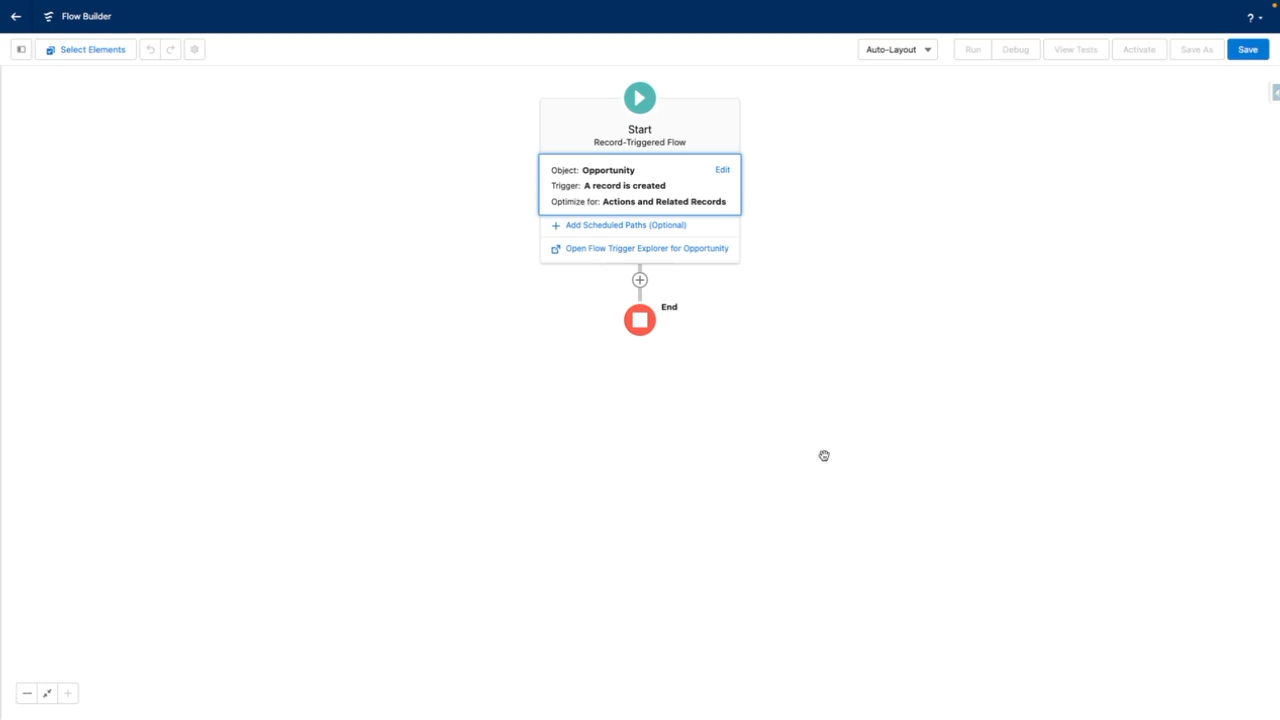 Flow Builder
?
Select Elements
Auto-Layout
Run
Debug
View Tests
Activate
Save As
Save
Start
Record-Triggered Flow
Object: Opportunity
Edit
Trigger: A record is created
Optimize for: Actions and Related Records
Add Scheduled Paths (Optional)
Open Flow Trigger Explorer for Opportunity
End